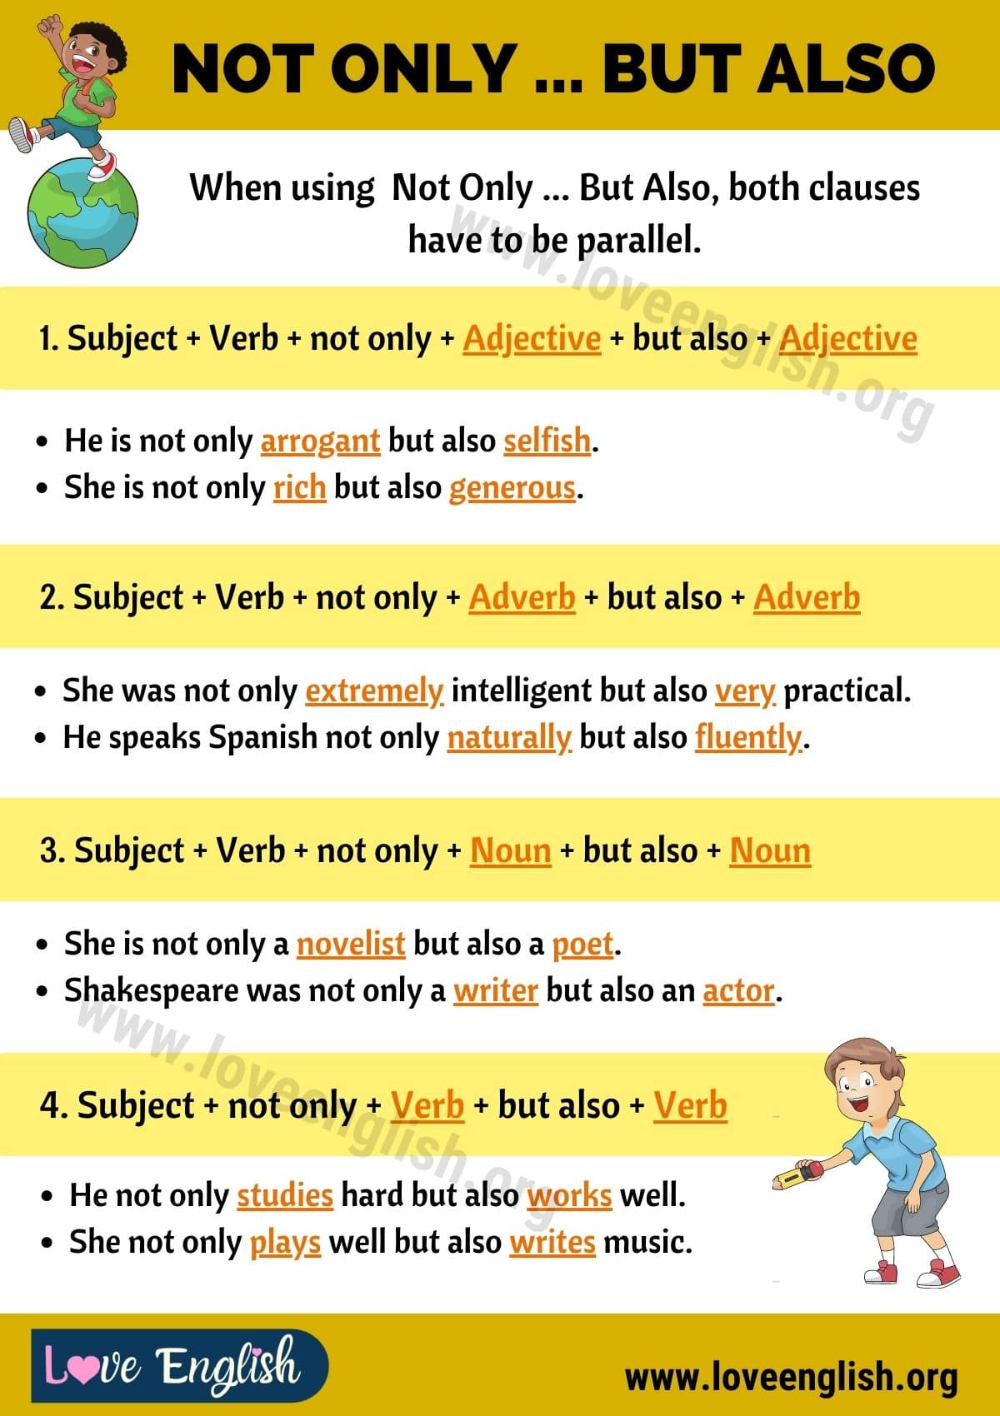 NOT ONLY ... BUT ALSO
When using Not Only ... But Also, both clauses
have to be parallel.
www.loveenglish.org
1. Subject + Verb + not only + Adjective + but also + Adjective
• He is not only arrogant but also selfish.
• She is not only rich but also generous.
2. Subject + Verb + not only + Adverb + but also + Adverb
• She was not only extremely intelligent but also very practical.
• He speaks Spanish not only naturally but also fluently.
3. Subject + Verb + not only + Noun + but also + Noun
• She is not only a novelist but also a poet.
• Shakespeare was not only a writer but also an actor.
www.loveenglish.org
4. Subject + not only + Verb + but also + Verb
• He not only studies hard but also works well.
• She not only plays well but also writes music.
Love English
www.loveenglish.org